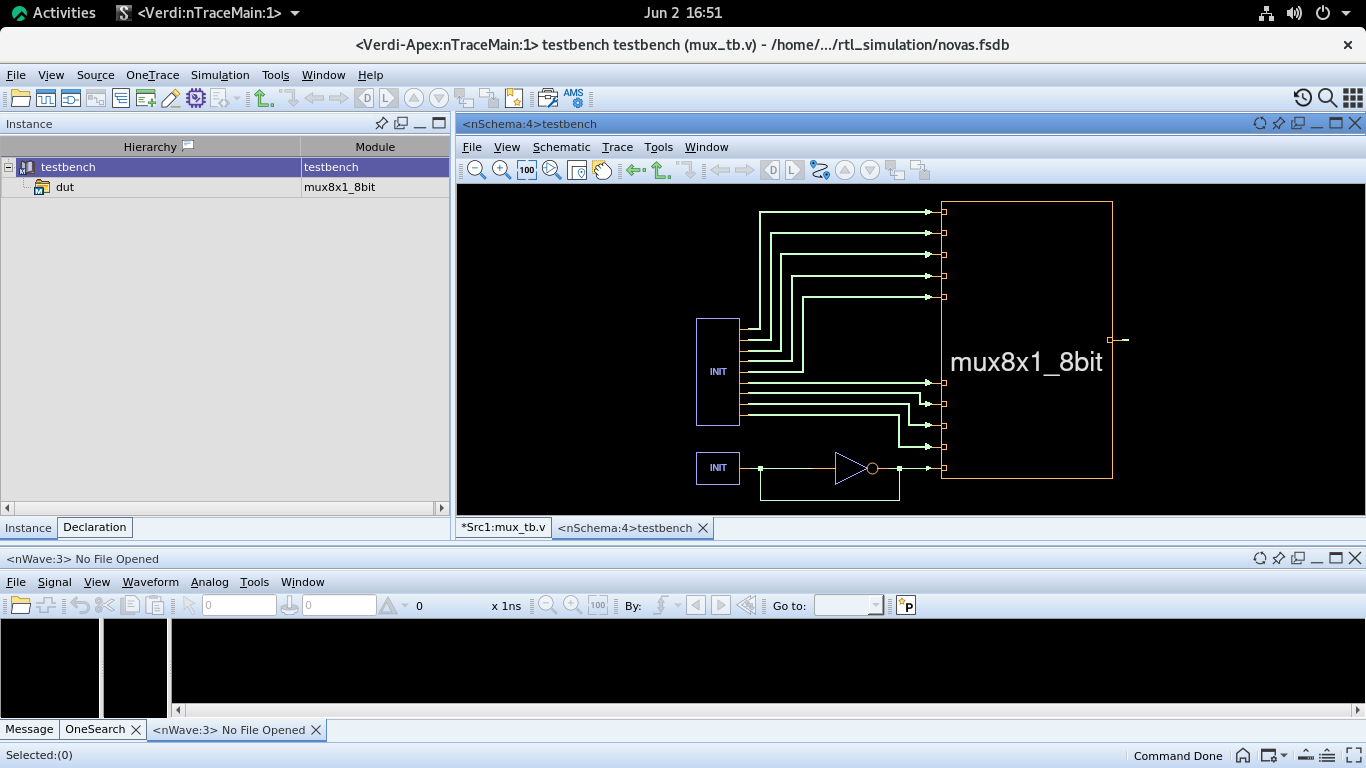 Activities <Verdi:nTraceMain:1> Jun 2 16:51
<Verdi-Apex:nTraceMain:1> testbench testbench (mux_tb.v) - /home/.../rtl_simulation/novas.fsdb
File View Source OneTrace Simulation Tools Window Help
D L AMS
Instance
Hierarchy Module
testbench testbench
dut mux8x1_8bit
Instance Declaration
<nSchema:4>testbench
File View Schematic Trace Tools Window
100 D L
INIT
mux8x1_8bit
INIT
*Src1:mux_tb.v <nSchema:4>testbench
<nWave:3> No File Opened
File Signal View Waveform Analog Tools Window
0 0 0 x 1ns 100 By: Go to: P
Message OneSearch <nWave:3> No File Opened
Selected:(0) Command Done